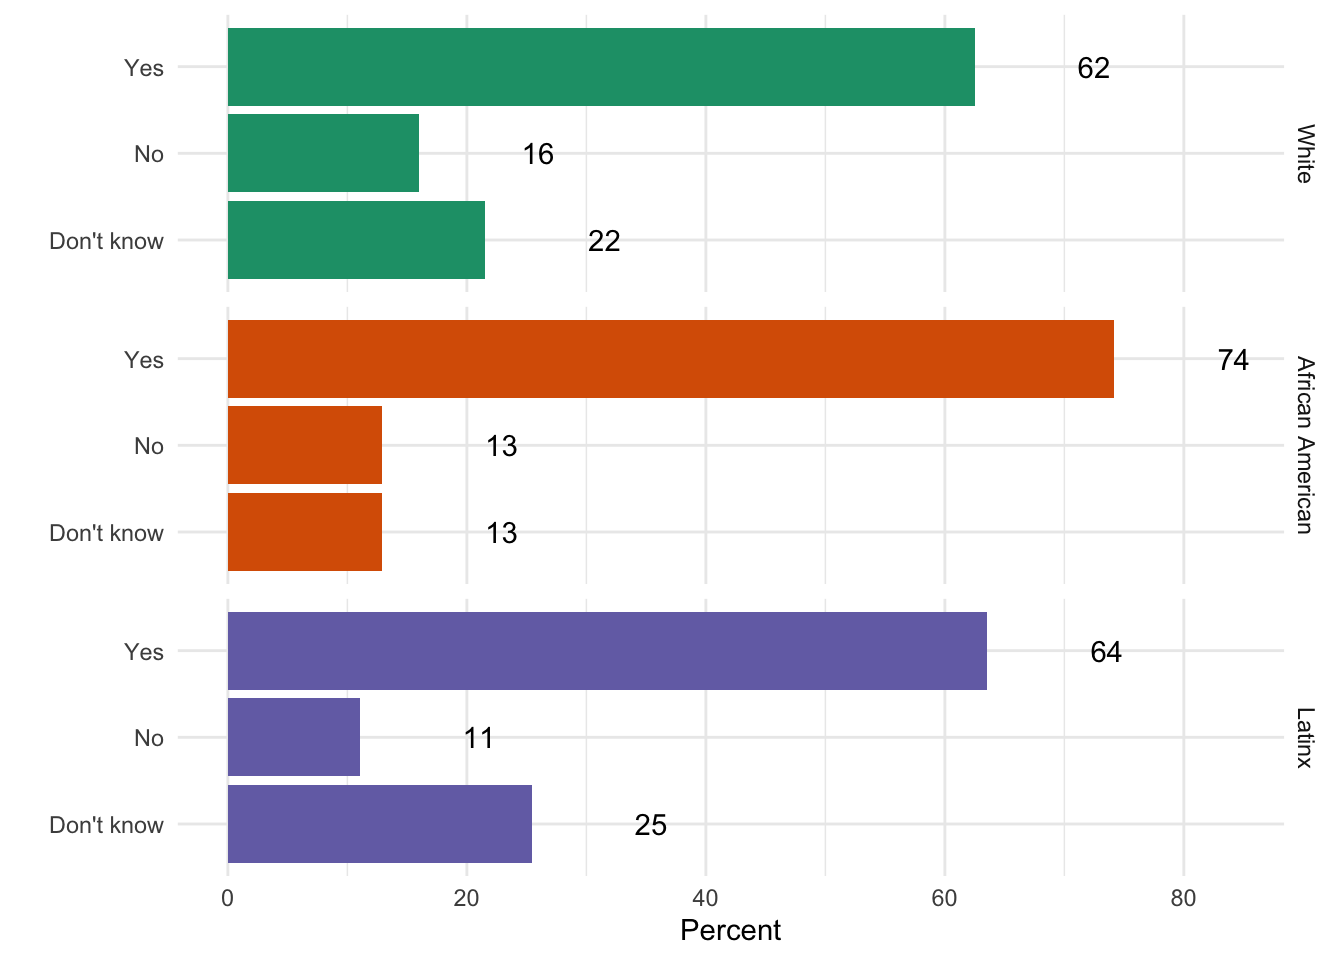 Yes 62
No 16
Don't know 22
White
Yes 74
No 13
Don't know 13
African American
Yes 64
No 11
Don't know 25
Latinx
0 20 40 60 80
Percent